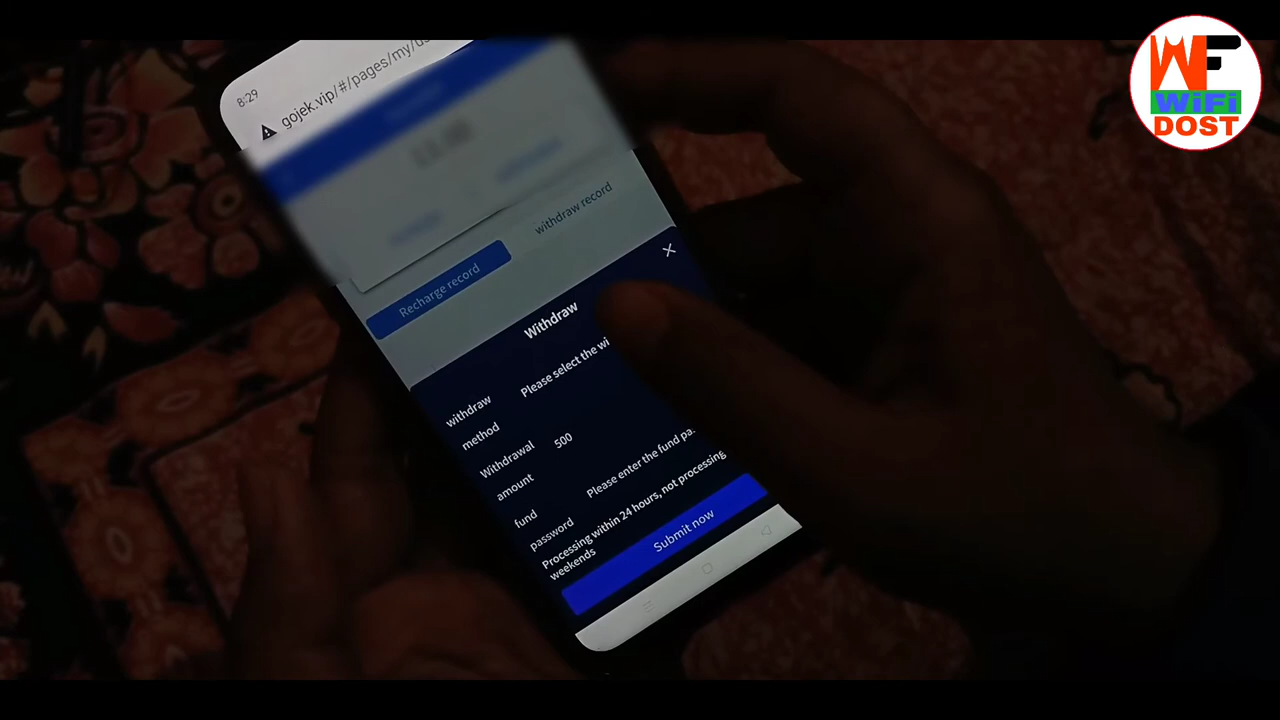 WF
WiFi
DOST
8:29
gojek.vip/#/pages/my/us
withdraw record
Recharge record
Withdraw
withdraw
method
Please select the wi
Withdrawal
amount
500
fund
password
Please enter the fund pa.
Processing within 24 hours, not processing
weekends
Submit now